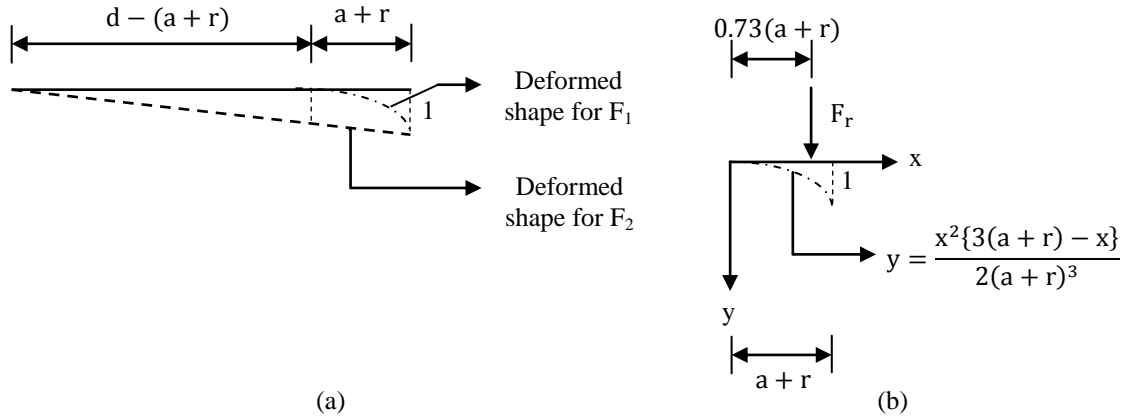 d − (a + r)
a + r
1
Deformed
shape for F₁
Deformed
shape for F₂
(a)
0.73(a + r)
Fᵣ
x
1
y = x²{3(a + r) − x} / 2(a + r)³
y
a + r
(b)